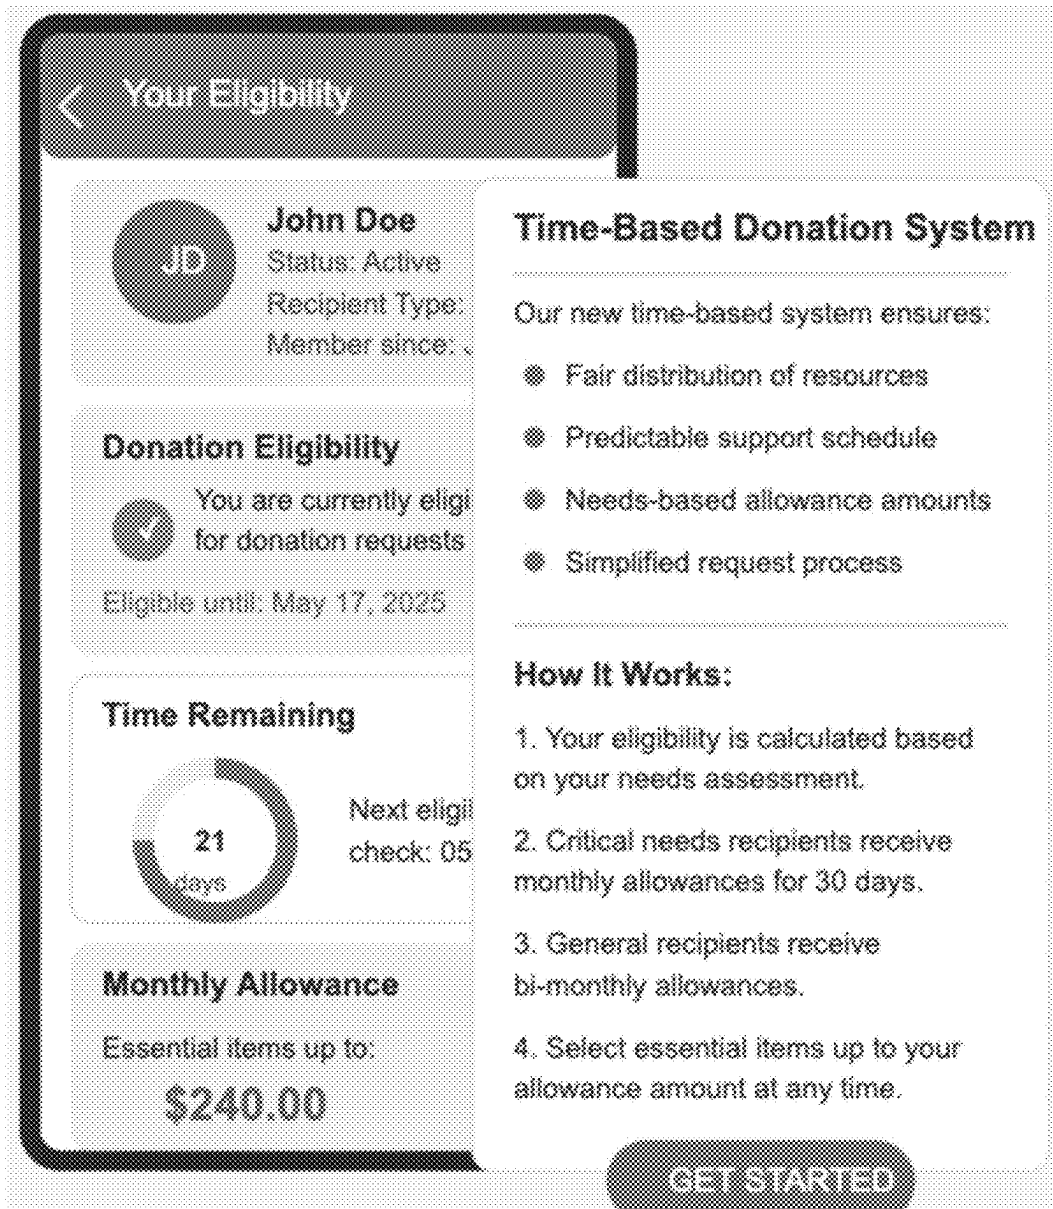 Your Eligibility
JD
John Doe
Status: Active
Recipient Type:
Member since:
Donation Eligibility
You are currently eligi
for donation requests
Eligible until: May 17, 2025
Time Remaining
21
days
Next eligi
check: 05
Monthly Allowance
Essential items up to:
$240.00
Time-Based Donation System
Our new time-based system ensures:
Fair distribution of resources
Predictable support schedule
Needs-based allowance amounts
Simplified request process
How It Works:
1. Your eligibility is calculated based
on your needs assessment.
2. Critical needs recipients receive
monthly allowances for 30 days.
3. General recipients receive
bi-monthly allowances.
4. Select essential items up to your
allowance amount at any time.
GET STARTED